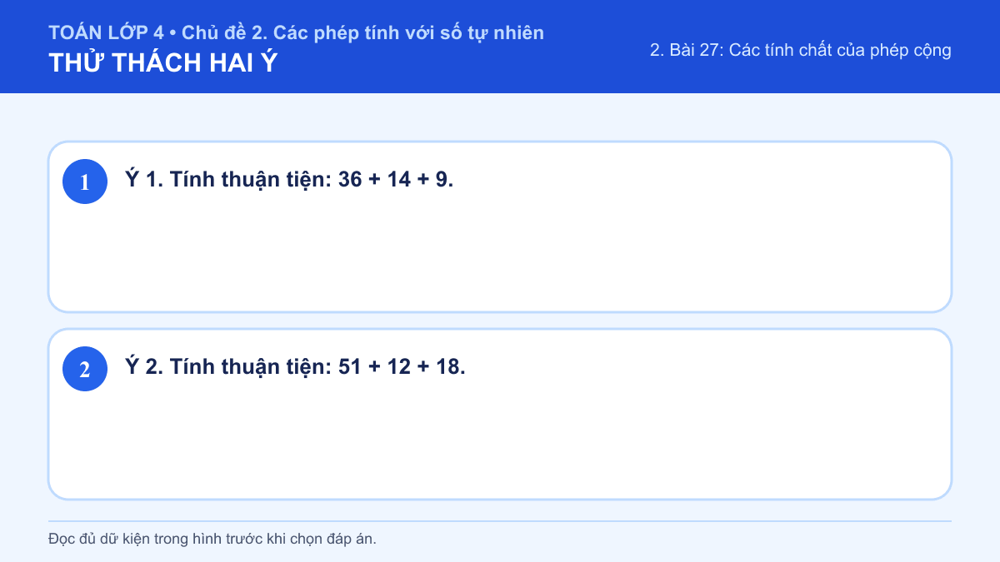 TOÁN LỚP 4 • Chủ đề 2. Các phép tính với số tự nhiên
THỬ THÁCH HAI Ý
2. Bài 27: Các tính chất của phép cộng
1
Ý 1. Tính thuận tiện: 36 + 14 + 9.
2
Ý 2. Tính thuận tiện: 51 + 12 + 18.
Đọc đủ dữ kiện trong hình trước khi chọn đáp án.